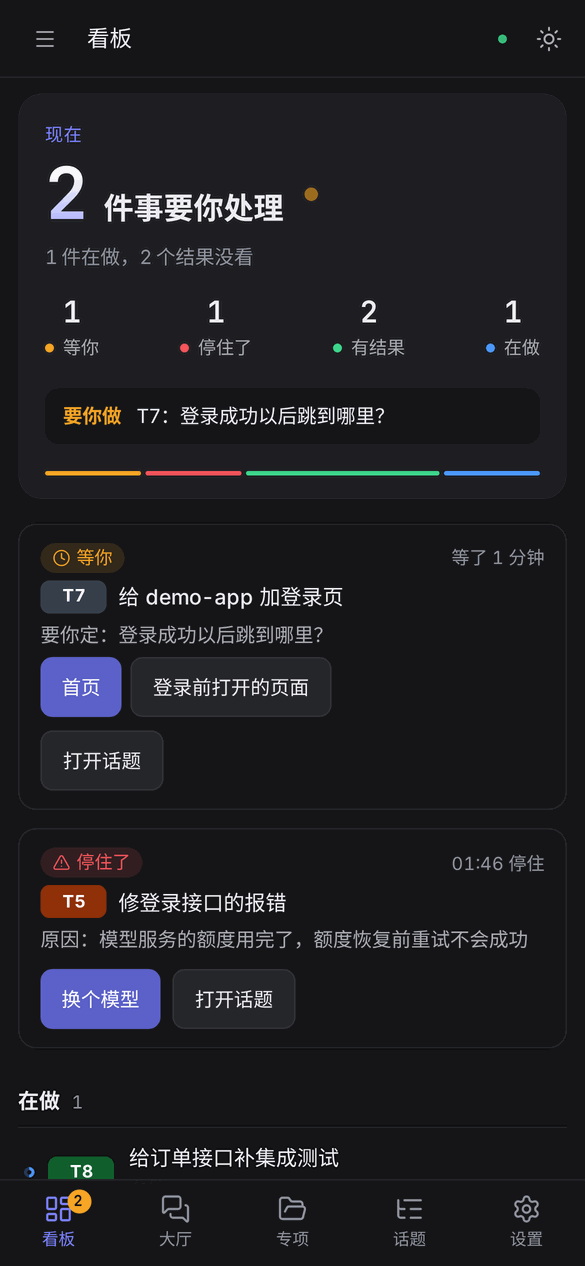 看板
现在
2 件事要你处理
1 件在做，2 个结果没看
1 1 2 1
等你 停住了 有结果 在做
要你做 T7：登录成功以后跳到哪里？
等你 等了 1 分钟
T7 给 demo-app 加登录页
要你定：登录成功以后跳到哪里？
首页 登录前打开的页面
打开话题
停住了 01:46 停住
T5 修登录接口的报错
原因：模型服务的额度用完了，额度恢复前重试不会成功
换个模型 打开话题
在做 1
T8 给订单接口补集成测试
2
看板 大厅 专项 话题 设置